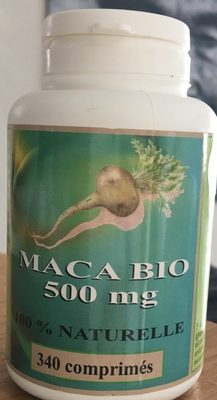 MACA BIO
500 mg
100 % NATURELLE
340 comprimés